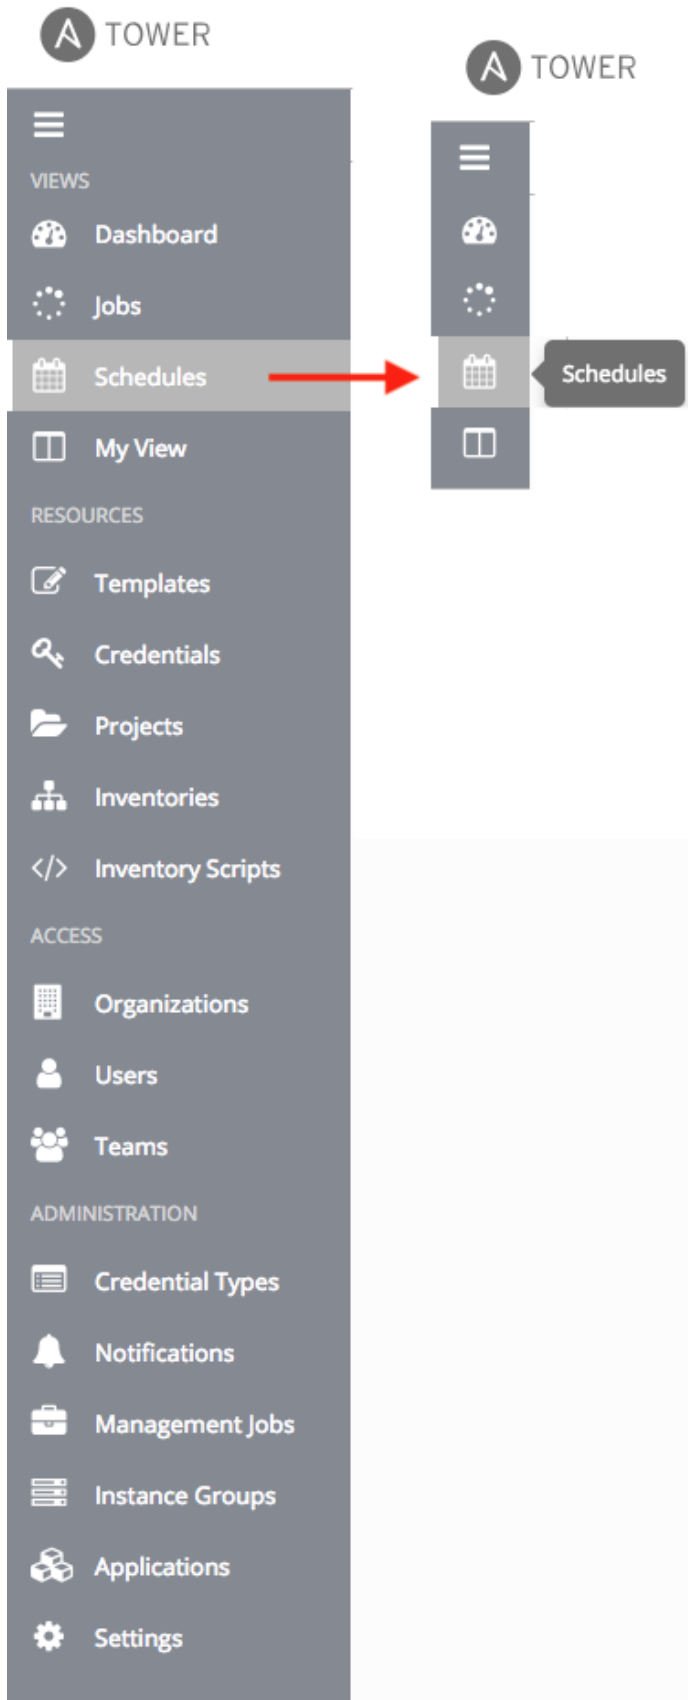 TOWER
VIEWS
Dashboard
Jobs
Schedules
My View
RESOURCES
Templates
Credentials
Projects
Inventories
Inventory Scripts
ACCESS
Organizations
Users
Teams
ADMINISTRATION
Credential Types
Notifications
Management Jobs
Instance Groups
Applications
Settings
TOWER
Schedules